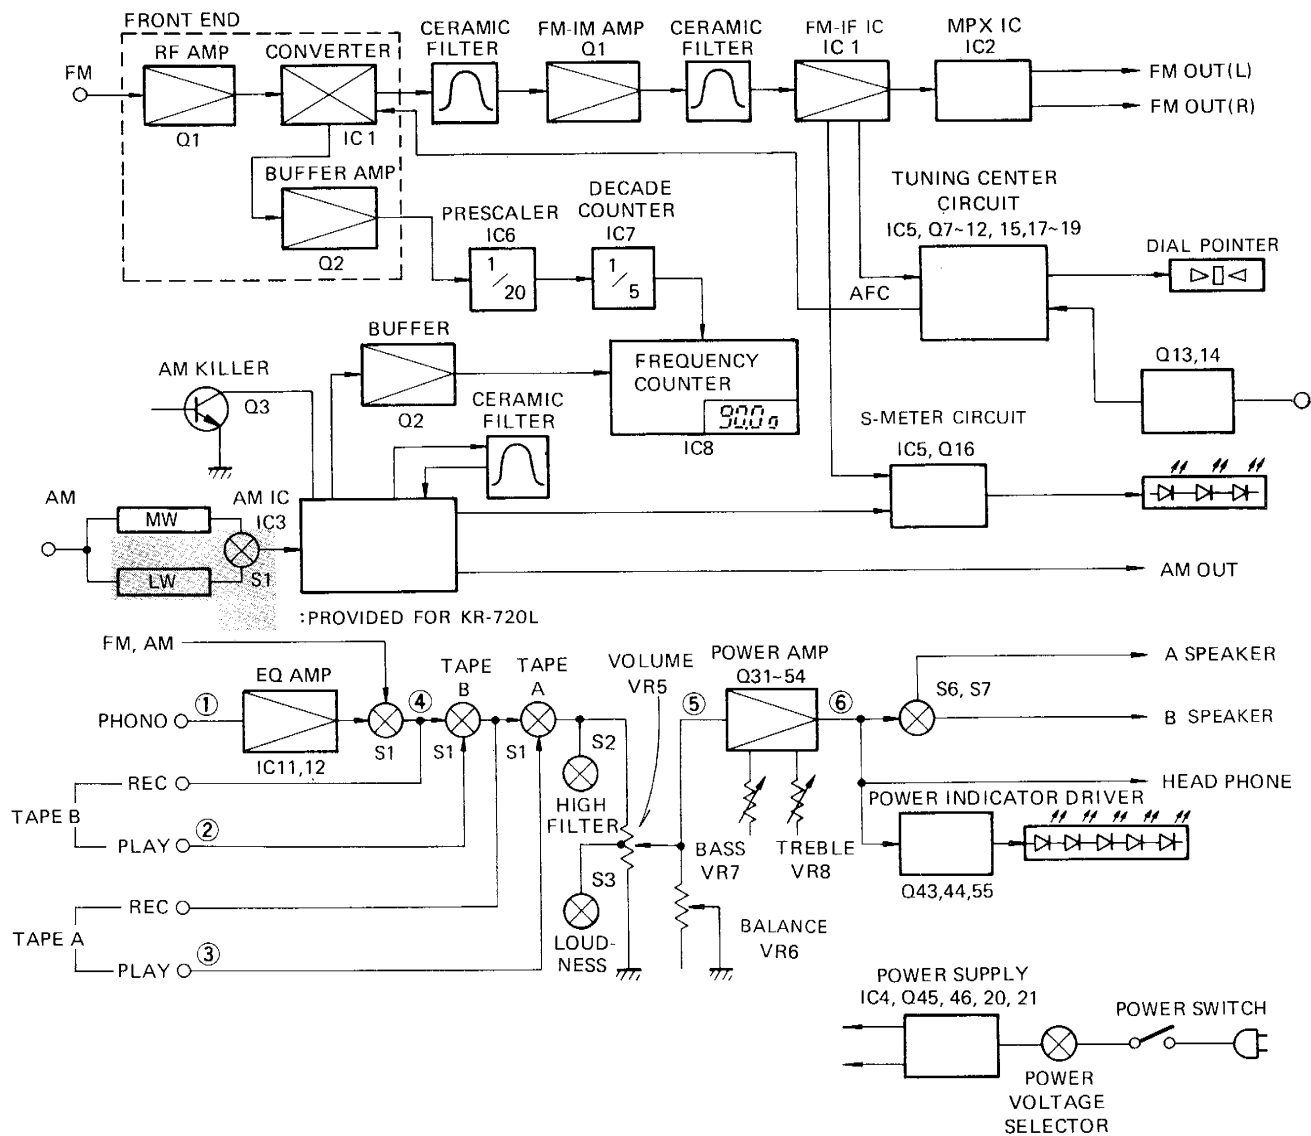 FRONT END
RF AMP
CONVERTER
CERAMIC
FILTER
FM-IM AMP
Q1
CERAMIC
FILTER
FM-IF IC
IC 1
MPX IC
IC2
FM
Q1
IC 1
FM OUT(L)
FM OUT(R)
BUFFER AMP
Q2
PRESCALER
IC6
1/20
DECADE
COUNTER
IC7
1/5
TUNING CENTER
CIRCUIT
IC5, Q7~12, 15,17~19
DIAL POINTER
AFC
BUFFER
Q2
FREQUENCY
COUNTER
90.0
IC8
Q13,14
AM KILLER
Q3
CERAMIC
FILTER
S-METER CIRCUIT
IC5, Q16
AM
MW
LW
S1
AM IC
IC3
AM OUT
:PROVIDED FOR KR-720L
FM, AM
EQ AMP
IC11,12
PHONO
①
S1
④
TAPE
B
S1
TAPE
A
S1
VOLUME
VR5
S2
HIGH
FILTER
S3
LOUD-
NESS
⑤
POWER AMP
Q31~54
⑥
S6, S7
A SPEAKER
B SPEAKER
HEAD PHONE
BASS
VR7
TREBLE
VR8
POWER INDICATOR DRIVER
Q43,44,55
TAPE B
REC
PLAY
②
TAPE A
REC
PLAY
③
BALANCE
VR6
POWER SUPPLY
IC4, Q45, 46, 20, 21
POWER SWITCH
POWER
VOLTAGE
SELECTOR